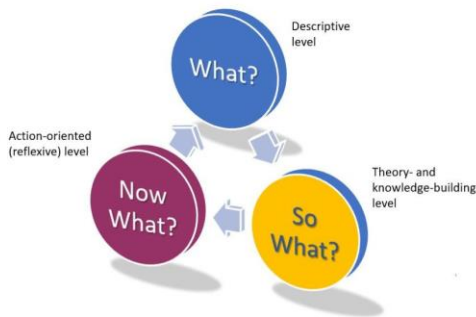 Descriptive
level
What?
Action-oriented
(reflexive) level
Now
What?
Theory- and
knowledge-building
level
So
What?